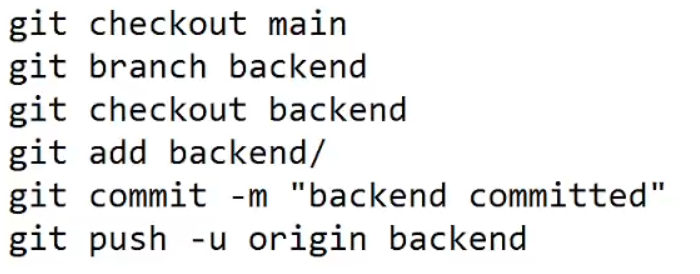 git checkout main
git branch backend
git checkout backend
git add backend/
git commit -m "backend committed"
git push -u origin backend